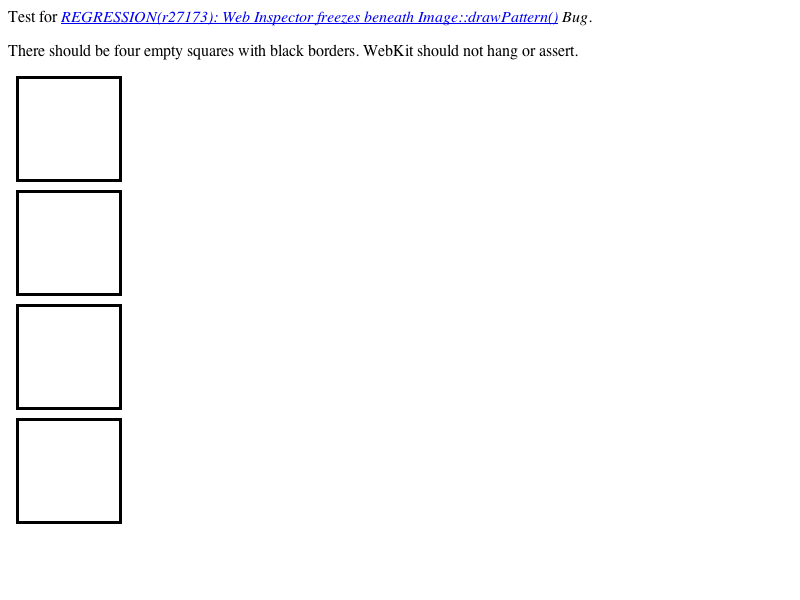 Test for REGRESSION(r27173): Web Inspector freezes beneath Image::drawPattern() Bug.
There should be four empty squares with black borders. WebKit should not hang or assert.